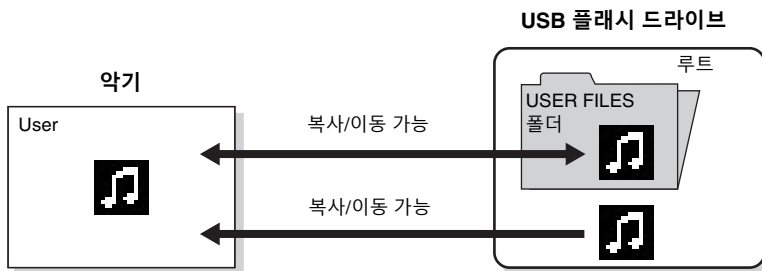 USB 플래시 드라이브
악기
루트
User
USER FILES
폴더
복사/이동 가능
복사/이동 가능